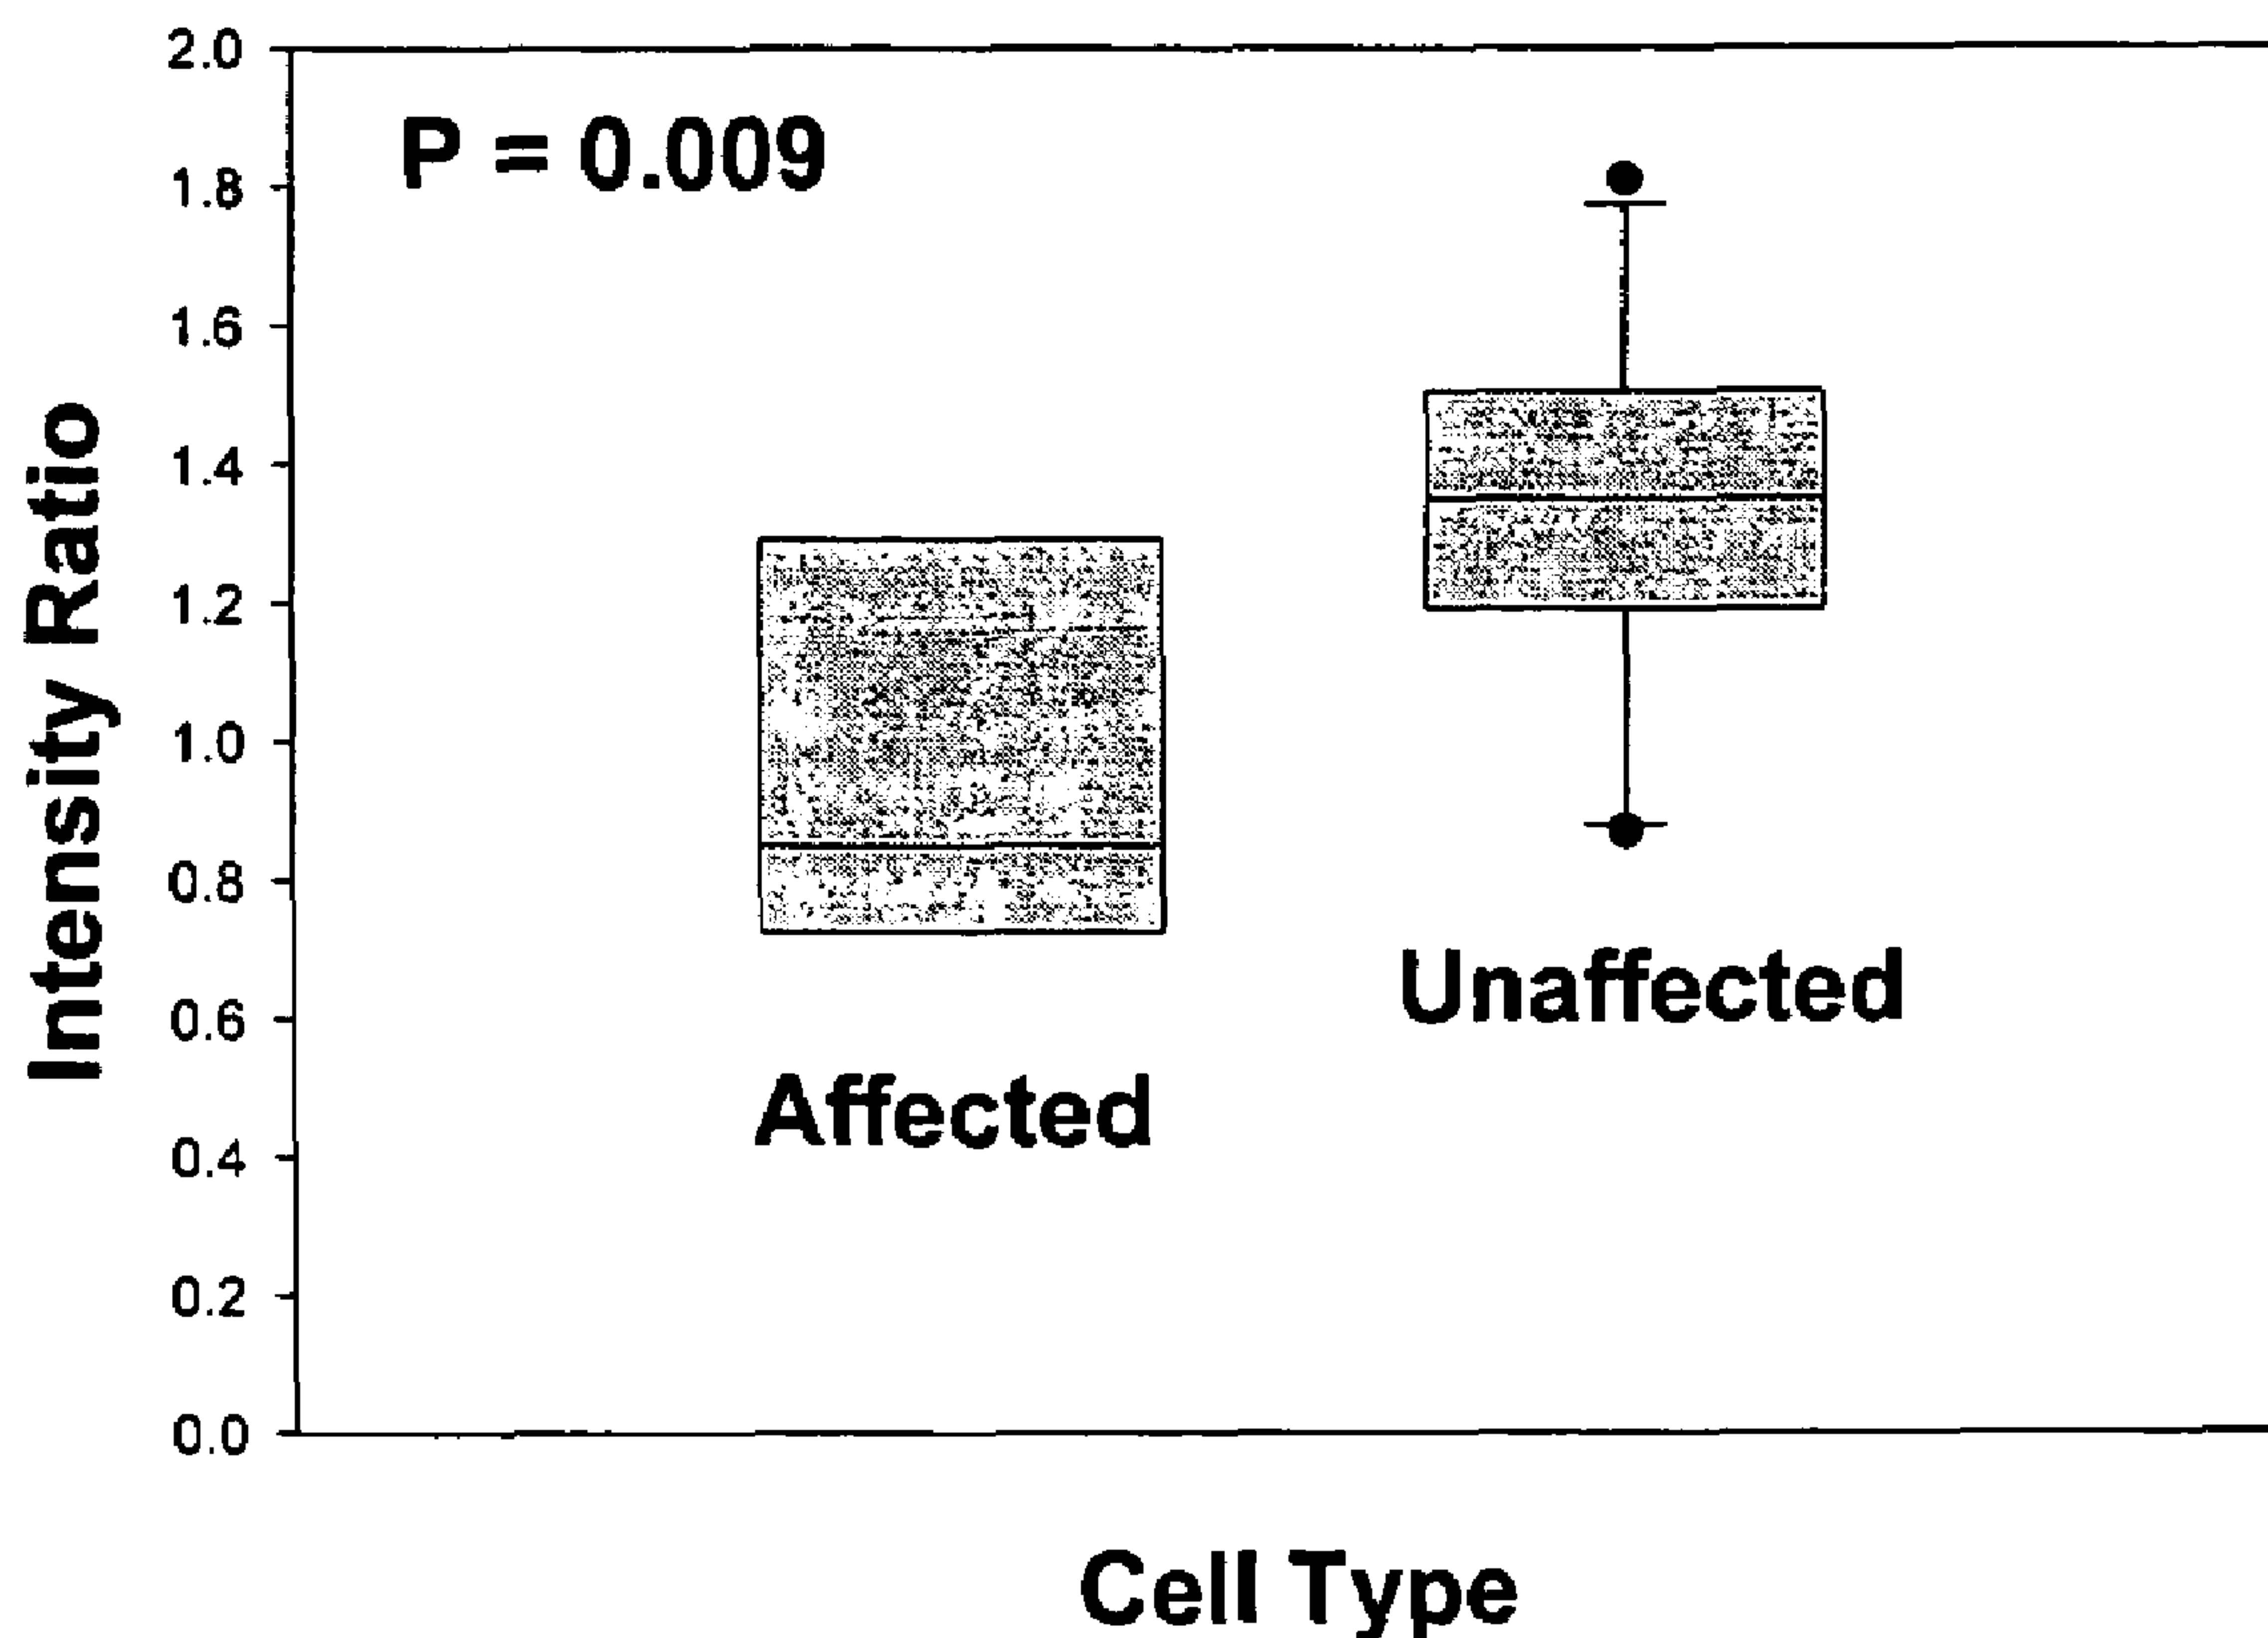 2.0
P = 0.009
1.8
1.6
1.4
1.2
1.0
0.8
0.6
0.4
0.2
0.0
Intensity Ratio
Unaffected
Affected
Cell Type